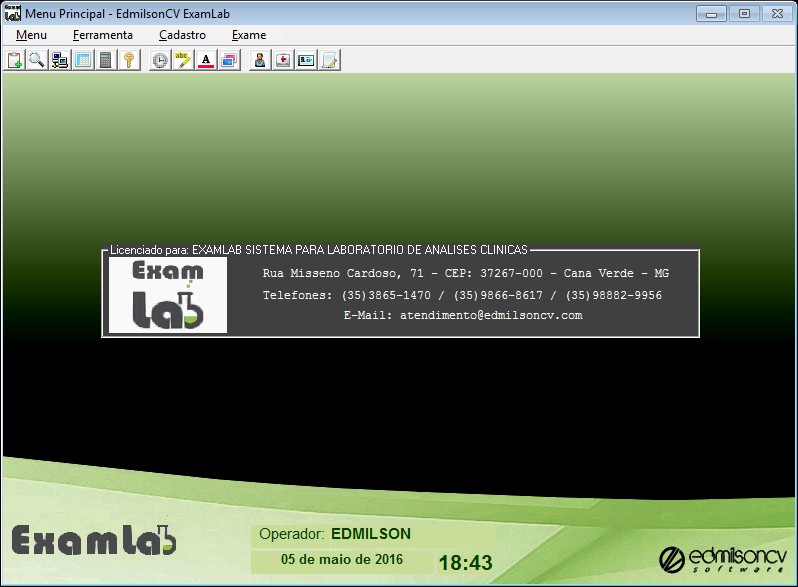 Menu Principal - EdmilsonCV ExamLab
Menu Ferramenta Cadastro Exame
Licenciado para: EXAMLAB SISTEMA PARA LABORATORIO DE ANALISES CLINICAS
Exam
Lab
Rua Misseno Cardoso, 71 - CEP: 37267-000 - Cana Verde - MG
Telefones: (35)3865-1470 / (35)9866-8617 / (35)98882-9956
E-Mail: atendimento@edmilsoncv.com
ExamLab
Operador: EDMILSON
05 de maio de 2016 18:43
edmilsoncv
software